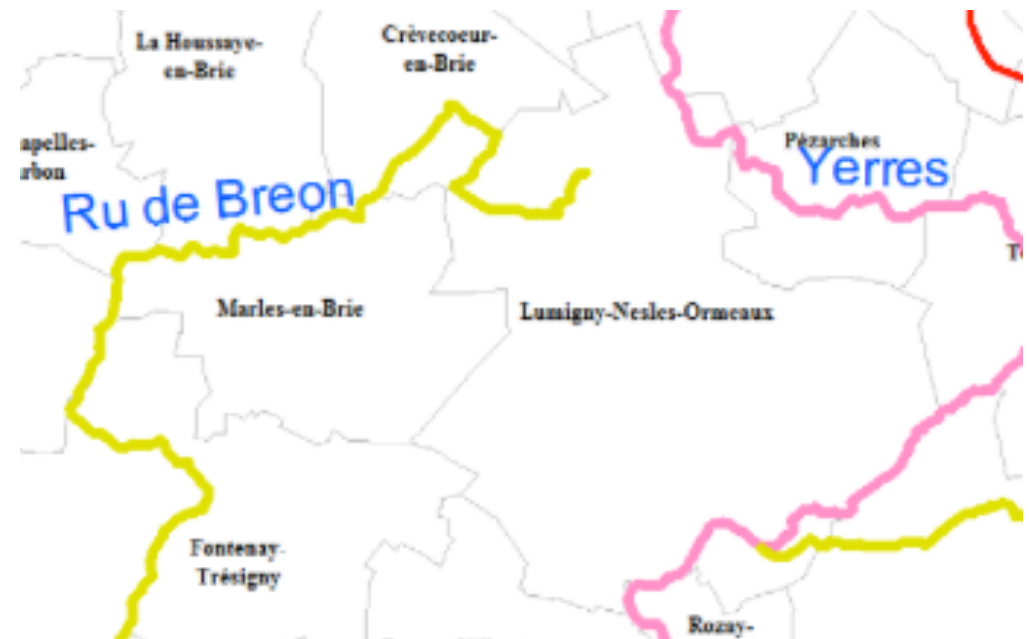 La Houssaye-
en-Brie
Crèvecoeur-
en-Brie
apelles-
rbon
Pézarches
Yerres
Ru de Breon
Marles-en-Brie
Lumigny-Nesles-Ormeaux
Fontenay-
Trésigny
Rozay-